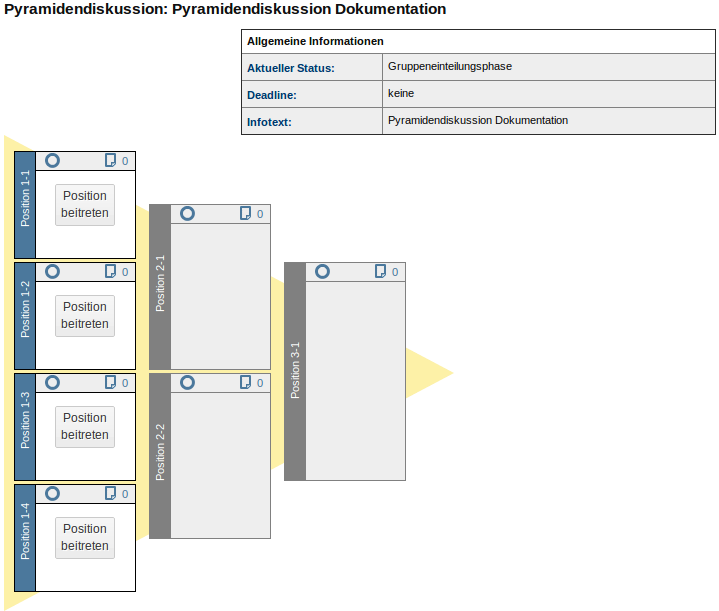 Pyramidendiskussion: Pyramidendiskussion Dokumentation
Allgemeine Informationen
Aktueller Status: Gruppeneinteilungsphase
Deadline: keine
Infotext: Pyramidendiskussion Dokumentation
Position 1-1
0
Position
beitreten
Position 1-2
0
Position
beitreten
Position 1-3
0
Position
beitreten
Position 1-4
0
Position
beitreten
Position 2-1
0
Position 2-2
0
Position 3-1
0